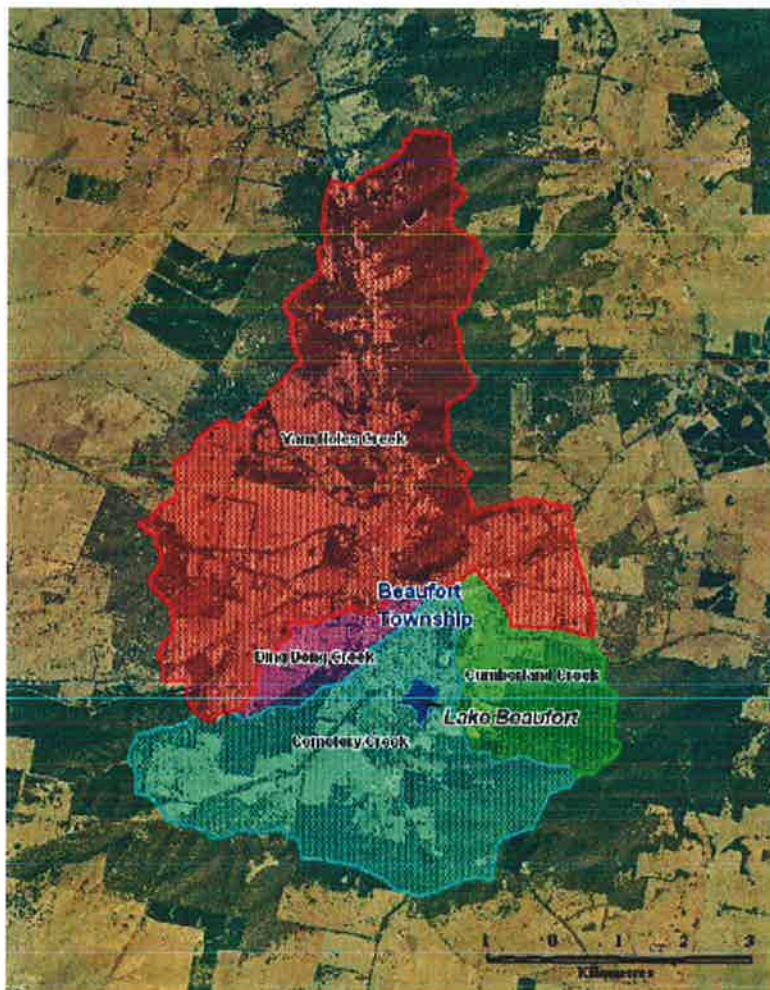 Yam Holes Creek
Beaufort
Township
Ding Dong Creek
Cumberland Creek
Lake Beaufort
Cemetery Creek
1 0 1 2 3
Kilometres